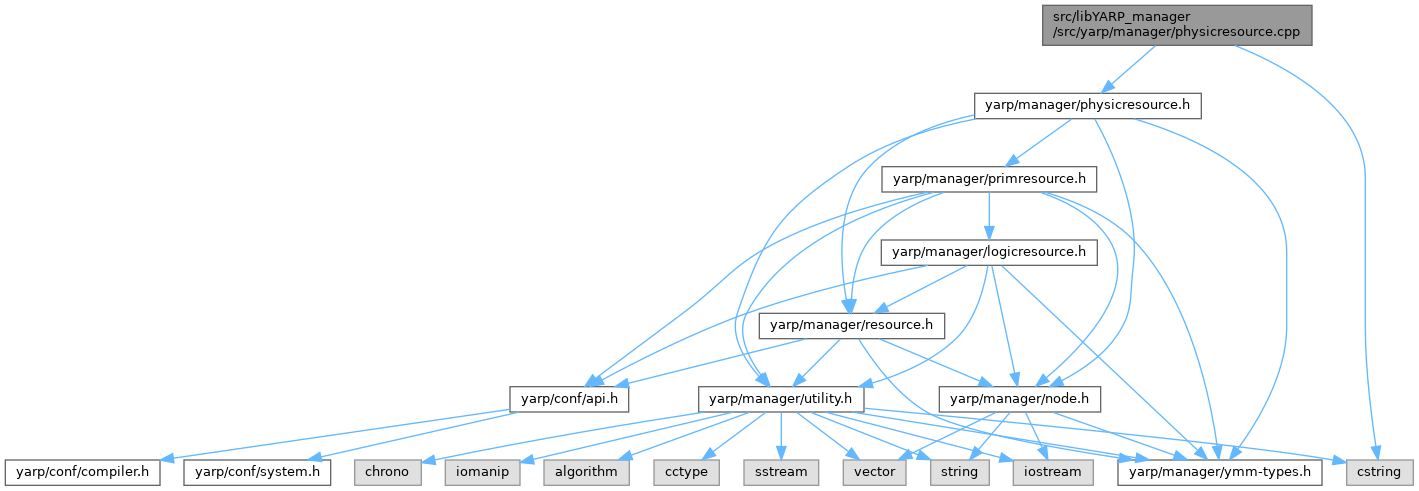 src/libYARP_manager
/src/yarp/manager/physicresource.cpp
yarp/manager/physicresource.h
yarp/manager/primresource.h
yarp/manager/logicresource.h
yarp/manager/resource.h
yarp/conf/api.h
yarp/manager/utility.h
yarp/manager/node.h
yarp/conf/compiler.h
yarp/conf/system.h
chrono
iomanip
algorithm
cctype
sstream
vector
string
iostream
yarp/manager/ymm-types.h
cstring